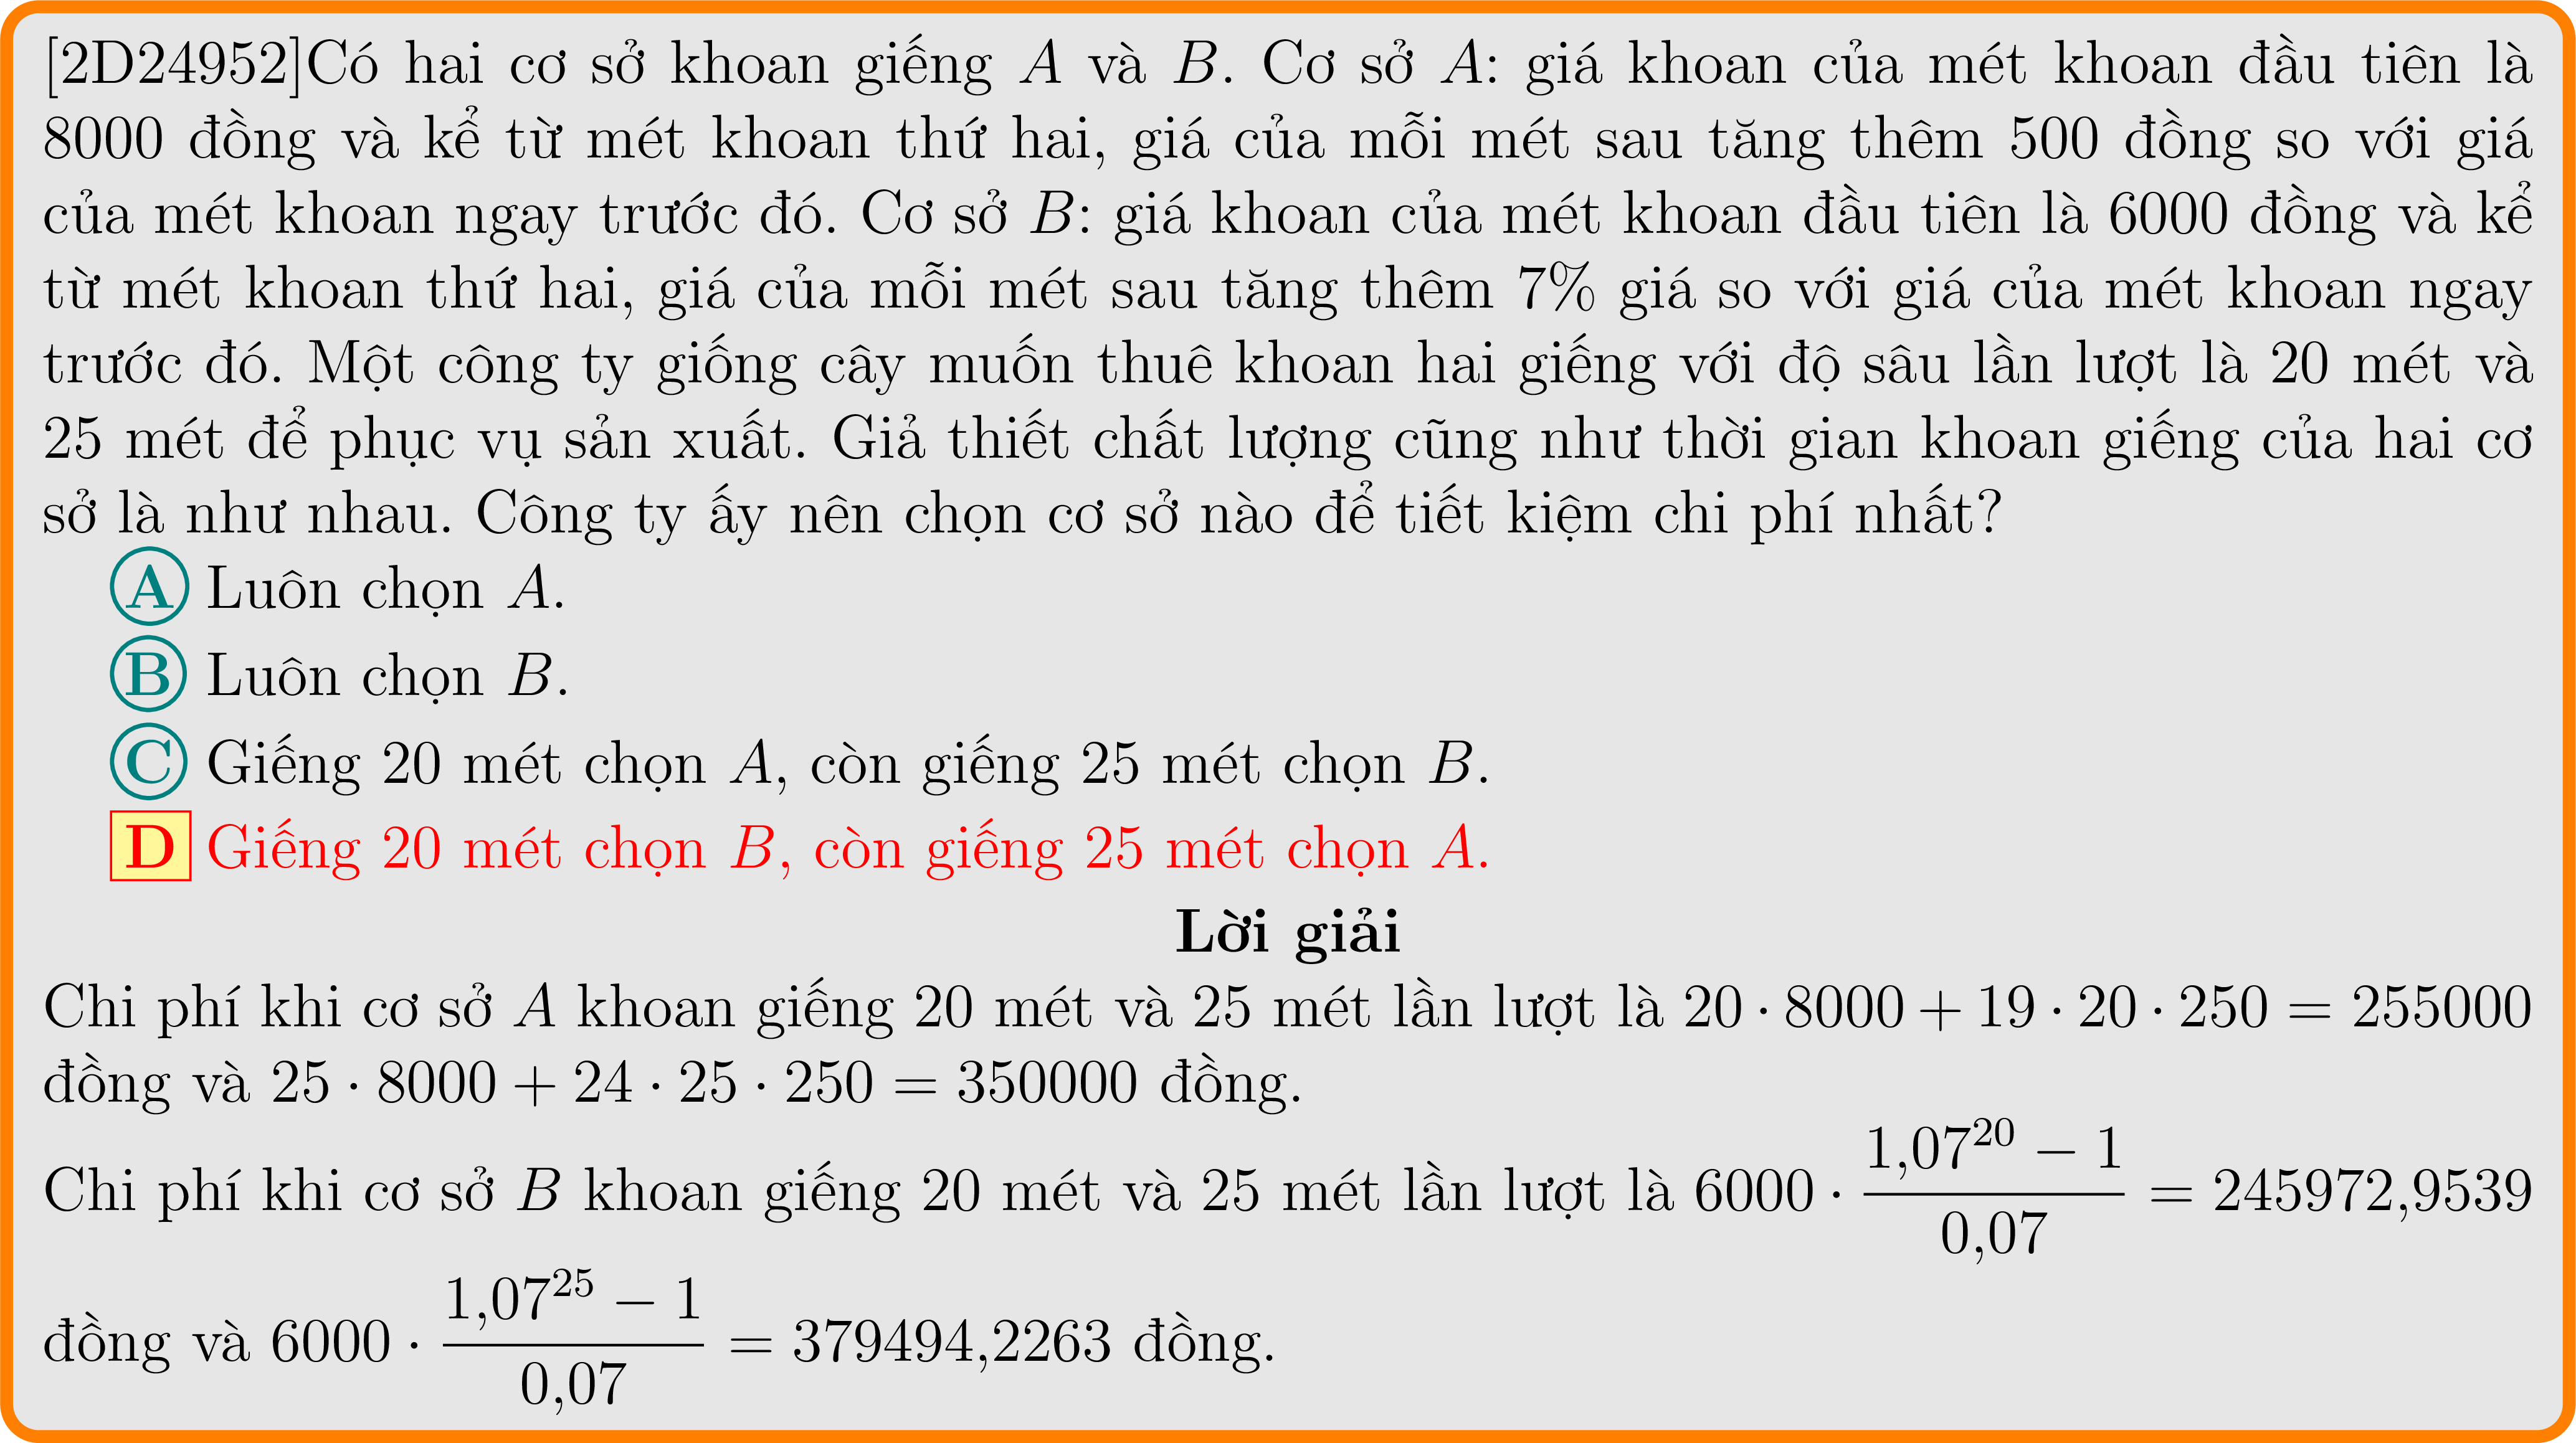 [2D24952]Có hai cơ sở khoan giếng A và B. Cơ sở A: giá khoan của mét khoan đầu tiên là
8000 đồng và kể từ mét khoan thứ hai, giá của mỗi mét sau tăng thêm 500 đồng so với giá
của mét khoan ngay trước đó. Cơ sở B: giá khoan của mét khoan đầu tiên là 6000 đồng và kể
từ mét khoan thứ hai, giá của mỗi mét sau tăng thêm 7% giá so với giá của mét khoan ngay
trước đó. Một công ty giống cây muốn thuê khoan hai giếng với độ sâu lần lượt là 20 mét và
25 mét để phục vụ sản xuất. Giả thiết chất lượng cũng như thời gian khoan giếng của hai cơ
sở là như nhau. Công ty ấy nên chọn cơ sở nào để tiết kiệm chi phí nhất?
A Luôn chọn A.
B Luôn chọn B.
C Giếng 20 mét chọn A, còn giếng 25 mét chọn B.
D Giếng 20 mét chọn B, còn giếng 25 mét chọn A.
Lời giải
Chi phí khi cơ sở A khoan giếng 20 mét và 25 mét lần lượt là 20 · 8000 + 19 · 20 · 250 = 255000
đồng và 25 · 8000 + 24 · 25 · 250 = 350000 đồng.
Chi phí khi cơ sở B khoan giếng 20 mét và 25 mét lần lượt là 6000 · \frac{1,07^{20} − 1}{0,07} = 245972,9539
đồng và 6000 · \frac{1,07^{25} − 1}{0,07} = 379494,2263 đồng.